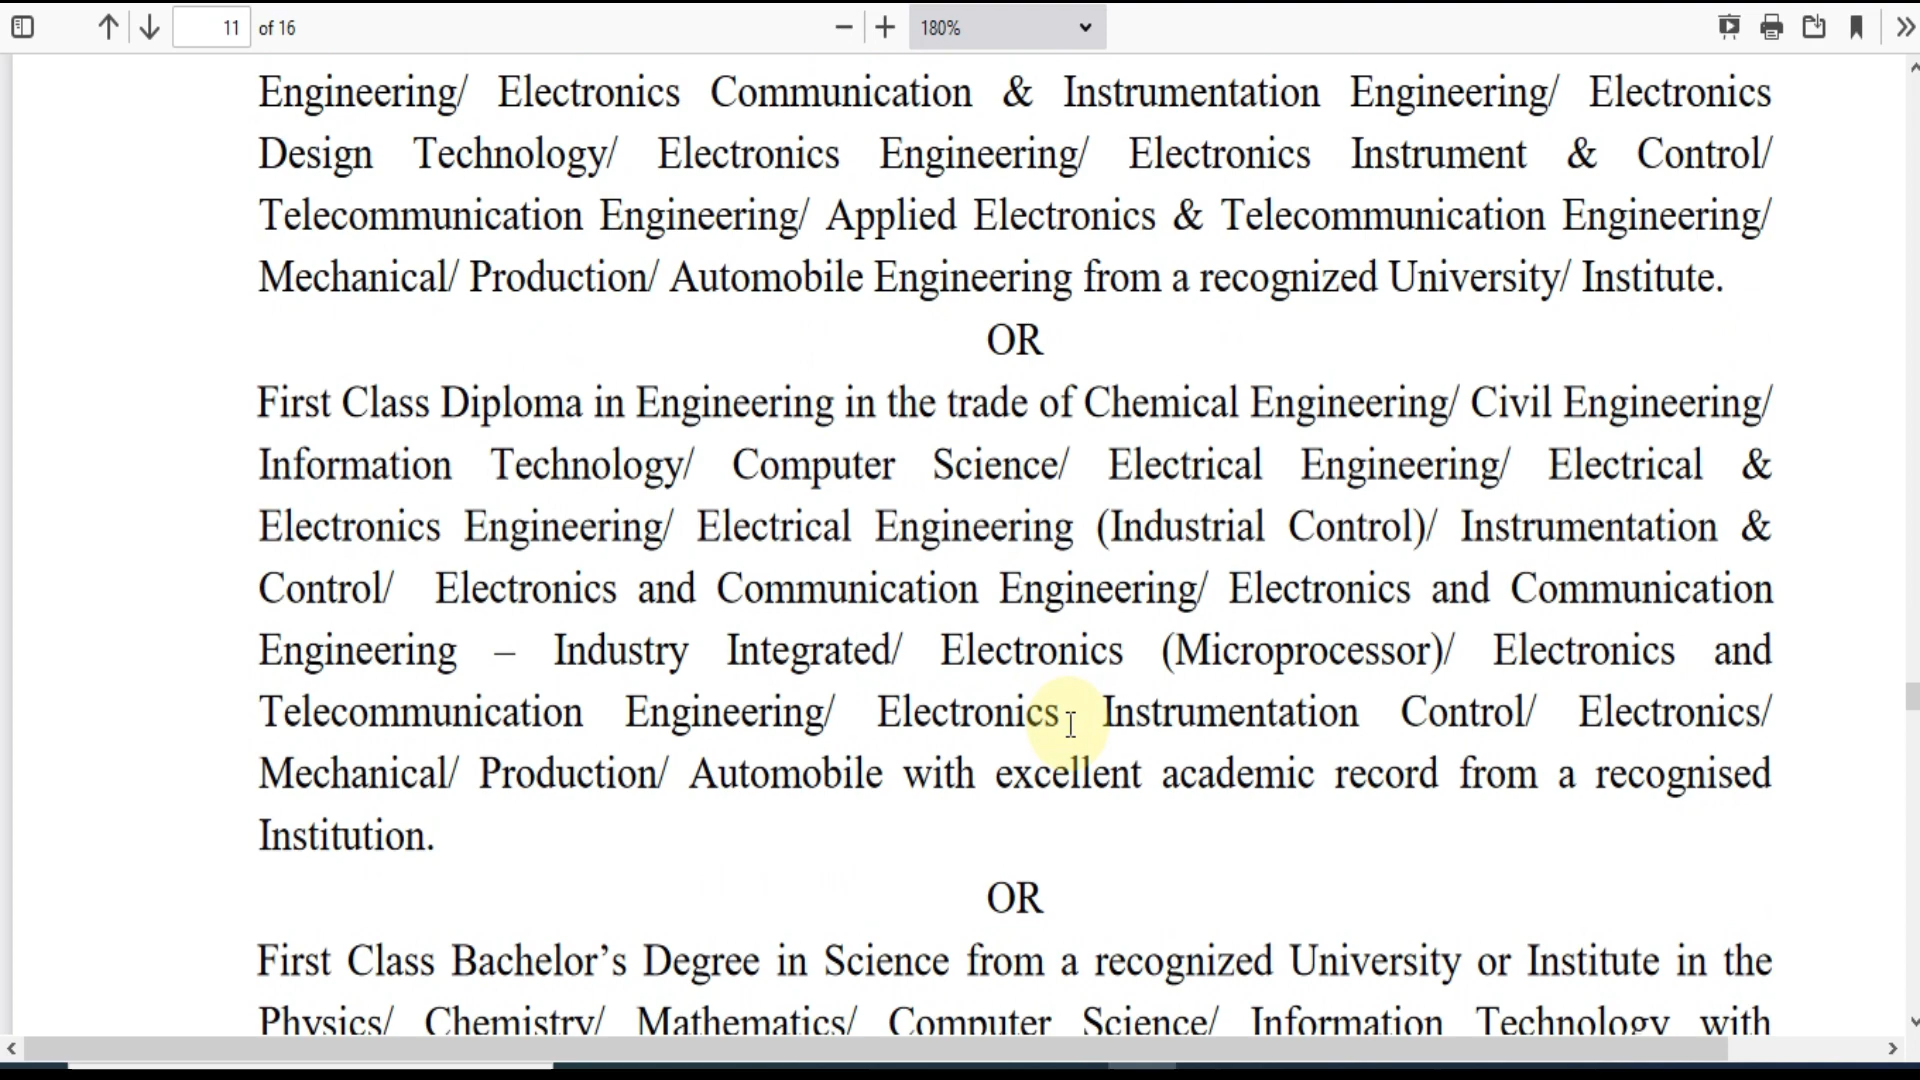 11 of 16
180%
Engineering/ Electronics Communication & Instrumentation Engineering/ Electronics
Design Technology/ Electronics Engineering/ Electronics Instrument & Control/
Telecommunication Engineering/ Applied Electronics & Telecommunication Engineering/
Mechanical/ Production/ Automobile Engineering from a recognized University/ Institute.
OR
First Class Diploma in Engineering in the trade of Chemical Engineering/ Civil Engineering/
Information Technology/ Computer Science/ Electrical Engineering/ Electrical &
Electronics Engineering/ Electrical Engineering (Industrial Control)/ Instrumentation &
Control/ Electronics and Communication Engineering/ Electronics and Communication
Engineering – Industry Integrated/ Electronics (Microprocessor)/ Electronics and
Telecommunication Engineering/ Electronics Instrumentation Control/ Electronics/
Mechanical/ Production/ Automobile with excellent academic record from a recognised
Institution.
OR
First Class Bachelor’s Degree in Science from a recognized University or Institute in the
Physics/ Chemistry/ Mathematics/ Computer Science/ Information Technology with